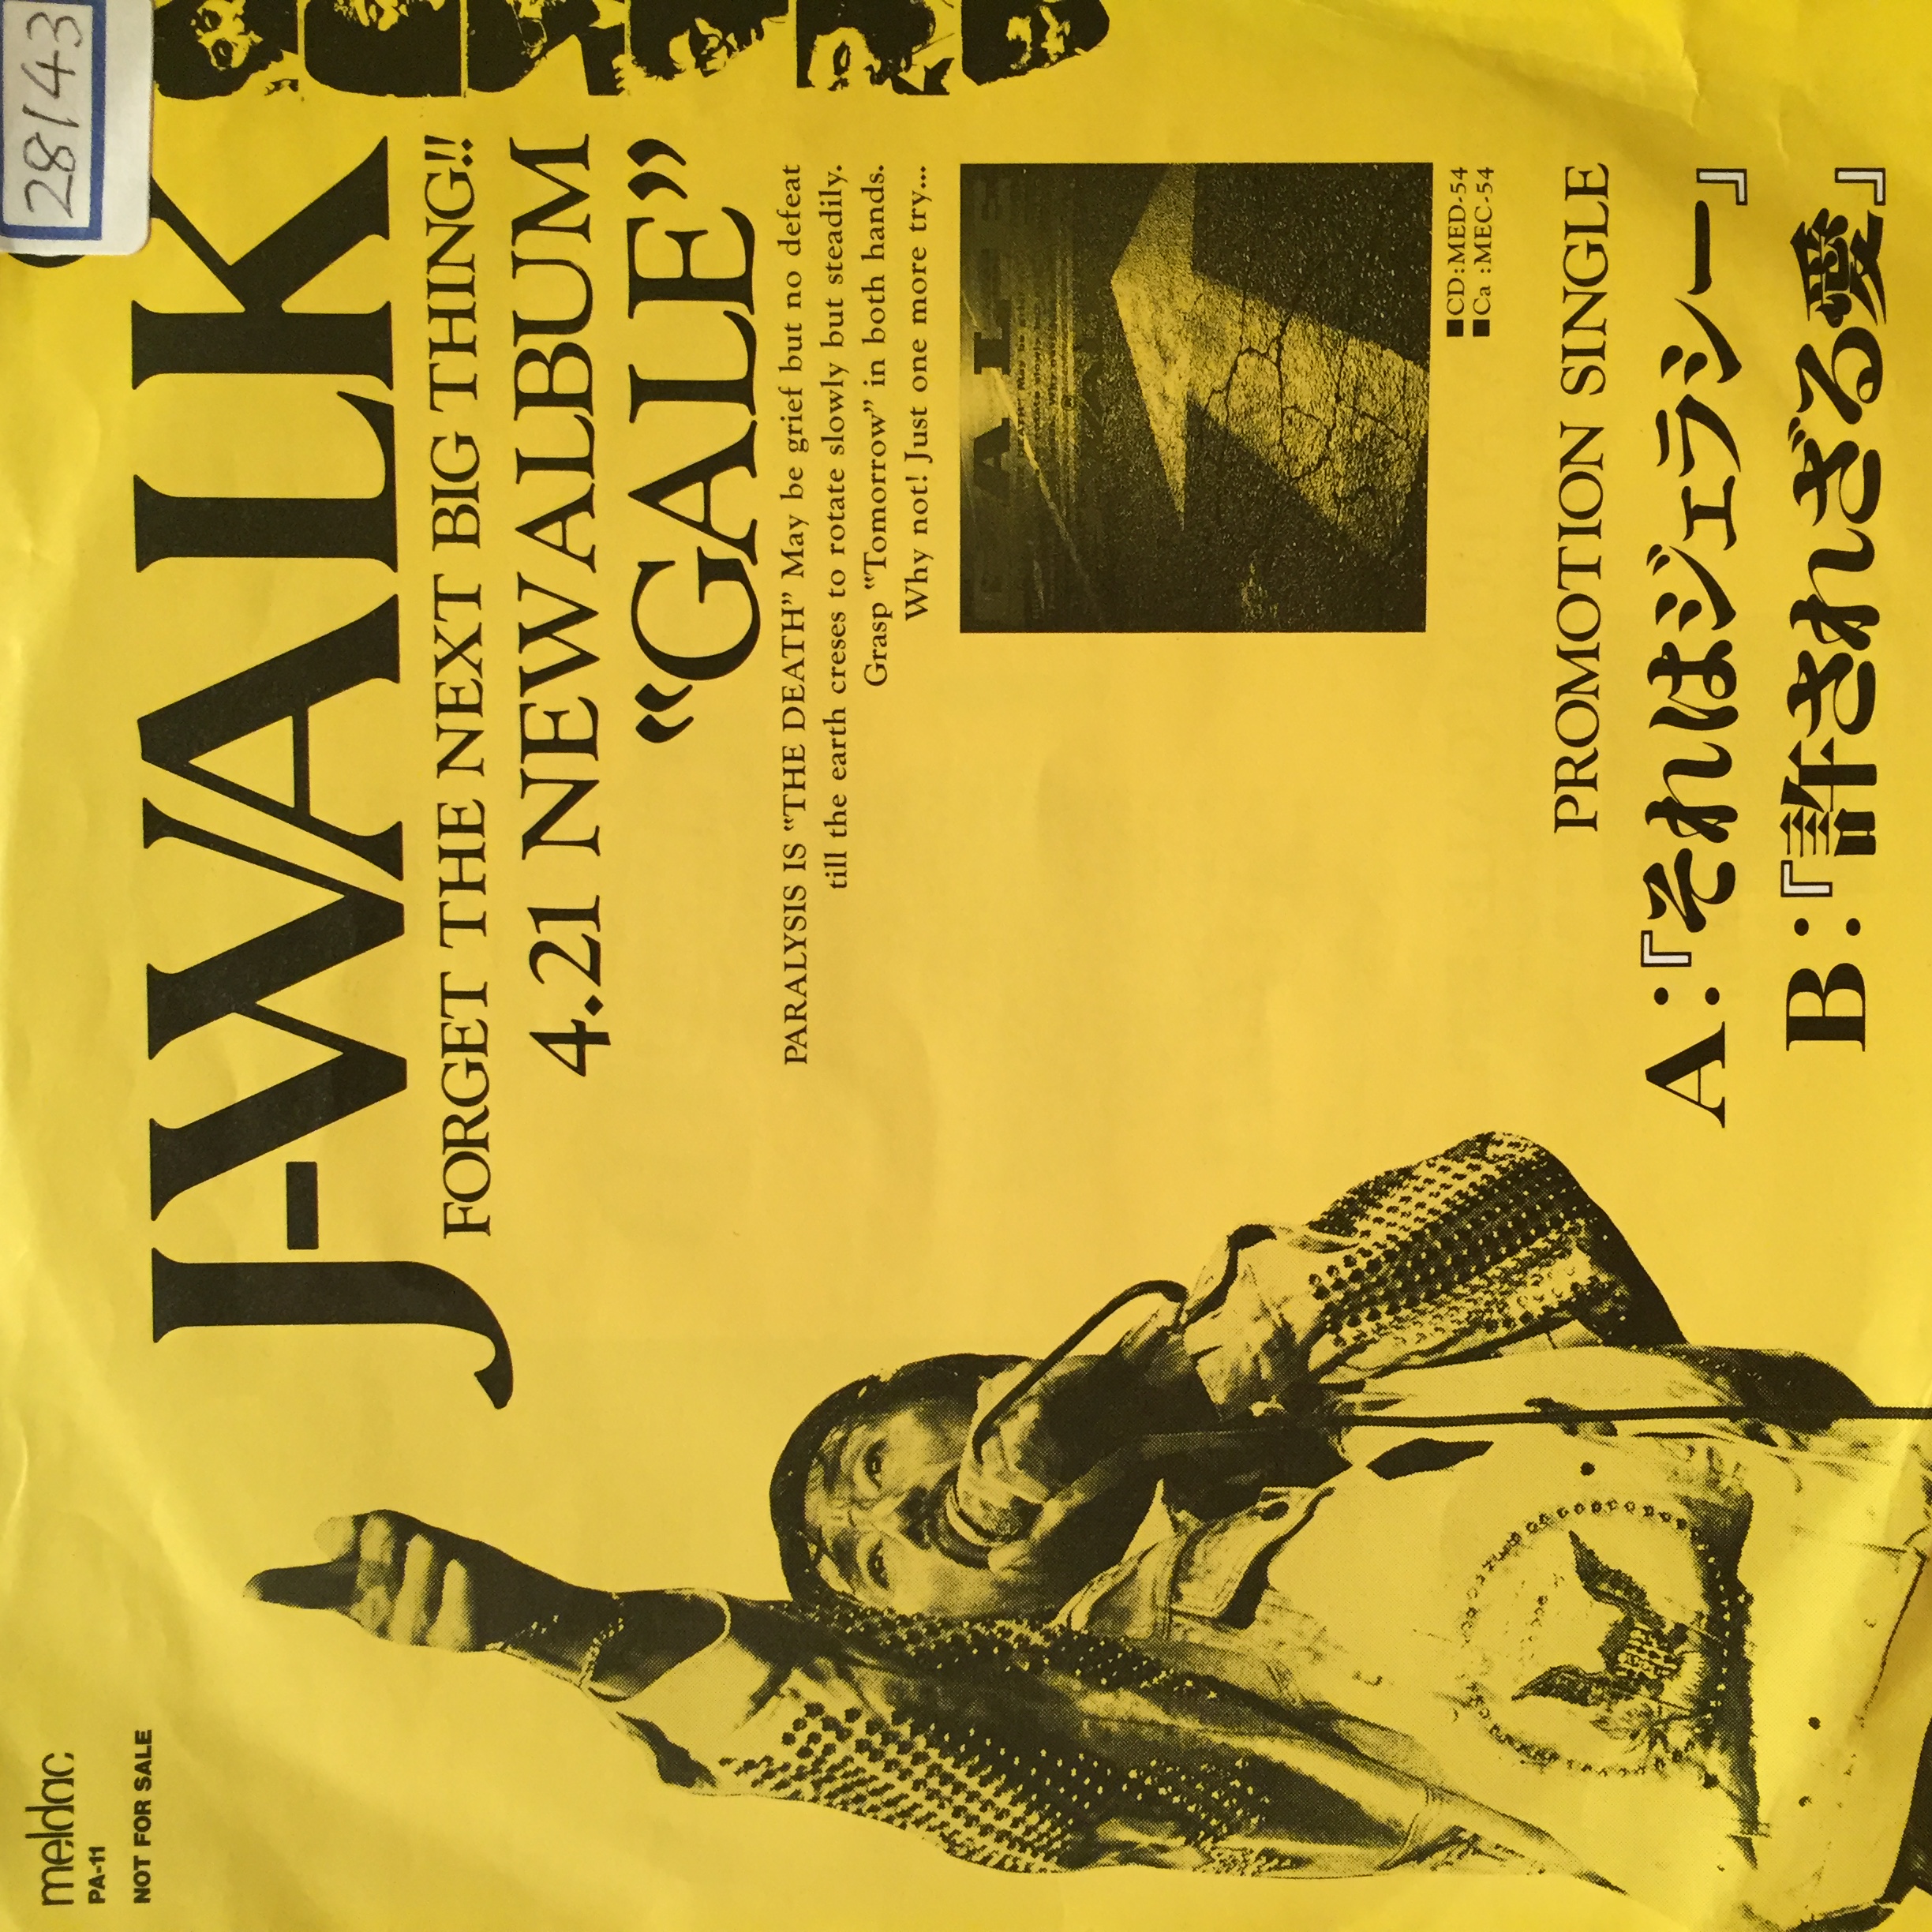 meldac
PA-11
NOT FOR SALE
28143
J-WALK
FORGET THE NEXT BIG THING!!
4.21 NEW ALBUM
“GALE”
PARALYSIS IS “THE DEATH” May be grief but no defeat
till the earth creses to rotate slowly but steadily.
Grasp “Tomorrow” in both hands.
Why not! Just one more try...
■CD:MED-54
■Ca :MEC-54
PROMOTION SINGLE
A:『それはジェラシー』
B:『許されざる愛』